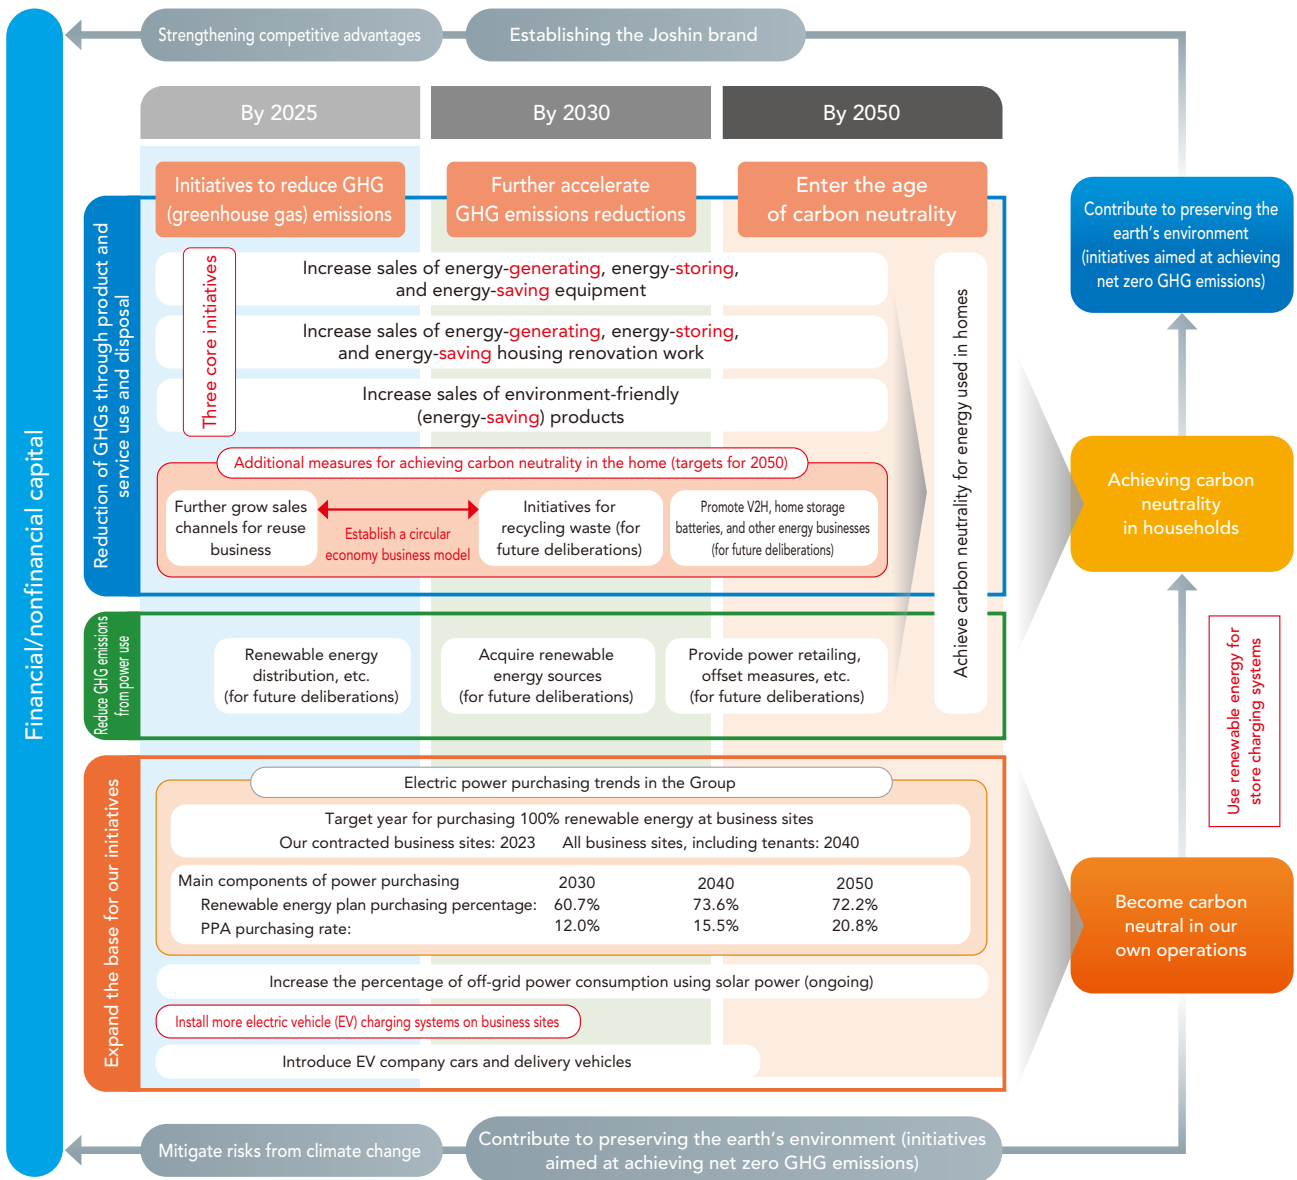 Strengthening competitive advantages
Establishing the Joshin brand
Financial/nonfinancial capital
By 2025
By 2030
By 2050
Initiatives to reduce GHG
(greenhouse gas) emissions
Further accelerate
GHG emissions reductions
Enter the age
of carbon neutrality
Reduction of GHGs through product and
service use and disposal
Three core initiatives
Increase sales of energy-generating, energy-storing,
and energy-saving equipment
Increase sales of energy-generating, energy-storing,
and energy-saving housing renovation work
Increase sales of environment-friendly
(energy-saving) products
Additional measures for achieving carbon neutrality in the home (targets for 2050)
Further grow sales
channels for reuse
business
Establish a circular
economy business model
Initiatives for
recycling waste (for
future deliberations)
Promote V2H, home storage
batteries, and other energy businesses
(for future deliberations)
Achieve carbon neutrality for energy used in homes
Reduce GHG emissions
from power use
Renewable energy
distribution, etc.
(for future deliberations)
Acquire renewable
energy sources
(for future deliberations)
Provide power retailing,
offset measures, etc.
(for future deliberations)
Expand the base for our initiatives
Electric power purchasing trends in the Group
Target year for purchasing 100% renewable energy at business sites
Our contracted business sites: 2023 All business sites, including tenants: 2040
Main components of power purchasing 2030 2040 2050
Renewable energy plan purchasing percentage: 60.7% 73.6% 72.2%
PPA purchasing rate: 12.0% 15.5% 20.8%
Increase the percentage of off-grid power consumption using solar power (ongoing)
Install more electric vehicle (EV) charging systems on business sites
Introduce EV company cars and delivery vehicles
Contribute to preserving the
earth's environment
(initiatives aimed at achieving
net zero GHG emissions)
Achieving carbon
neutrality
in households
Use renewable energy for
store charging systems
Become carbon
neutral in our
own operations
Mitigate risks from climate change
Contribute to preserving the earth's environment (initiatives
aimed at achieving net zero GHG emissions)